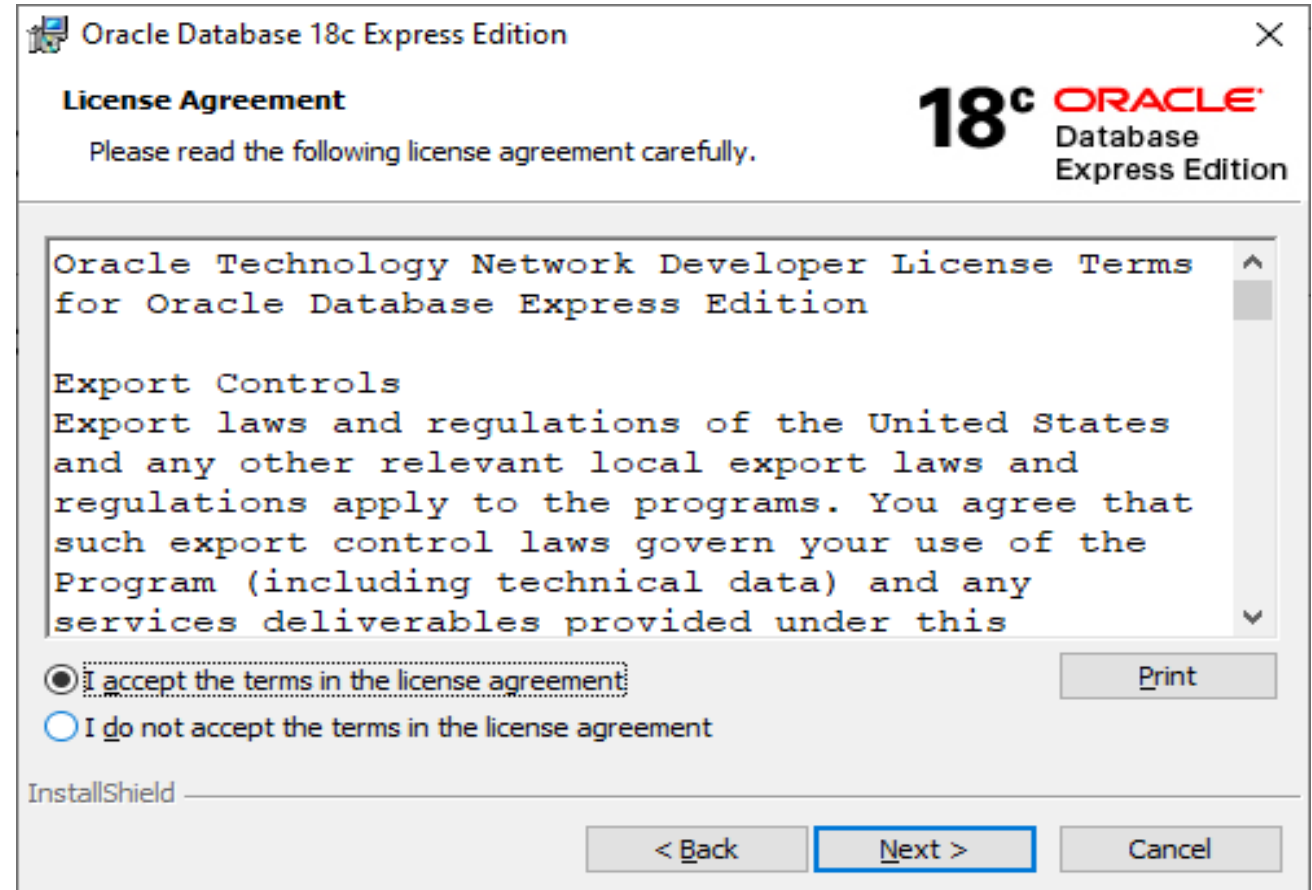 Oracle Database 18c Express Edition
License Agreement
Please read the following license agreement carefully.
18c ORACLE
Database
Express Edition
Oracle Technology Network Developer License Terms
for Oracle Database Express Edition
Export Controls
Export laws and regulations of the United States
and any other relevant local export laws and
regulations apply to the programs. You agree that
such export control laws govern your use of the
Program (including technical data) and any
services deliverables provided under this
I accept the terms in the license agreement
Print
I do not accept the terms in the license agreement
InstallShield
< Back
Next >
Cancel